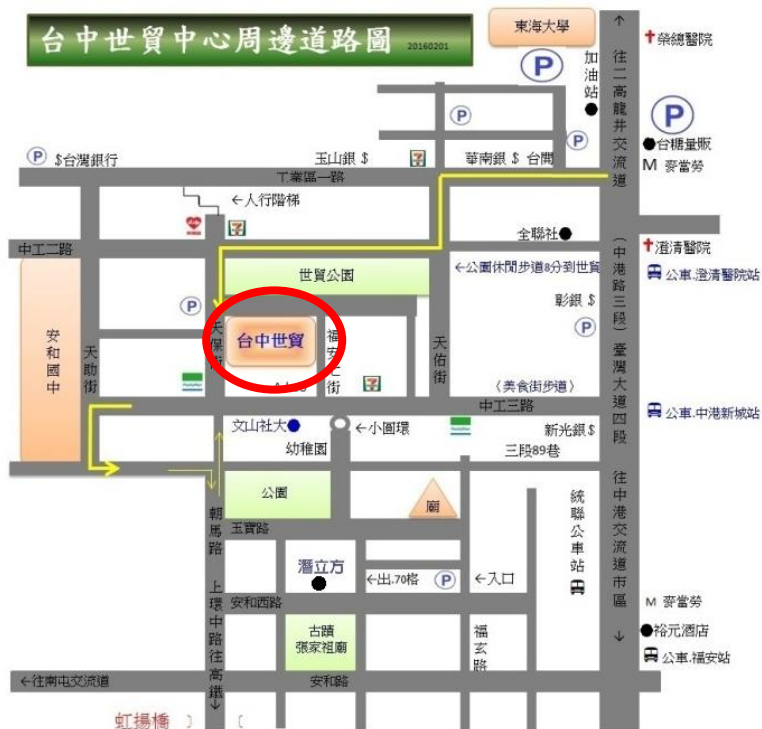 台中世貿中心周邊道路圖 20160201
東海大學
↑
榮總醫院
P
加油站
往二高龍井交流道
P
P
P
台糖量販
M 麥當勞
P $台灣銀行
玉山銀 $
7
華南銀 $ 台開
工業區一路
←人行階梯
7
全聯社
中工二路
(中港路三段)臺灣大道四段
澄清醫院
世貿公園
←公園休閒步道8分到世貿
公車.澄清醫院站
P
彰銀 $
P
安和國中
天助街
天保街
台中世貿
福安七街
天佑街
7
(美食街步道)
中工三路
公車.中港新城站
文山社大
←小圓環
新光銀$
幼稚園
三段89巷
公園
廟
統聯公車站
往中港交流道市區
朝馬路
玉寶路
潛立方
←出.70格 P ←入口
上環中路往高鐵↓
安和西路
M 麥當勞
古蹟
張家祖廟
福玄路
↓
裕元酒店
公車.福安站
←往南屯交流道
安和路
虹揚橋